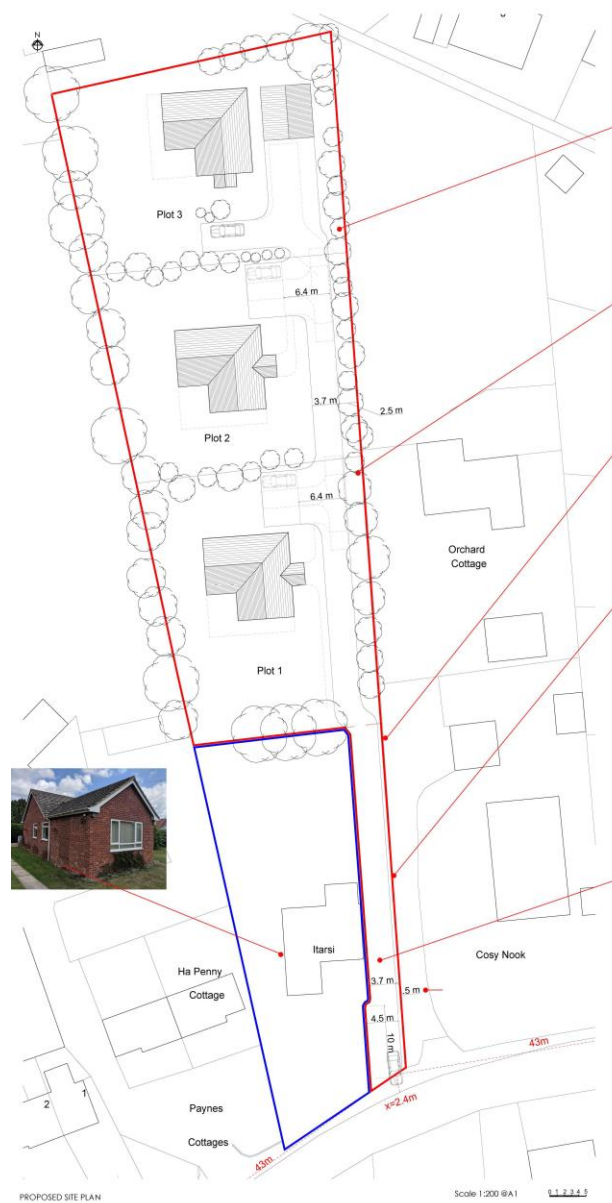 Plot 3
6.4 m
3.7 m
2.5 m
Plot 2
6.4 m
Orchard
Cottage
Plot 1
Itarsi
Cosy Nook
Ha Penny
Cottage
3.7 m
.5 m
4.5 m
10 m
43m
x=2.4m
2
1
Paynes
Cottages
43m
PROPOSED SITE PLAN
Scale 1:200 @A1
0 1 2 3 4 5